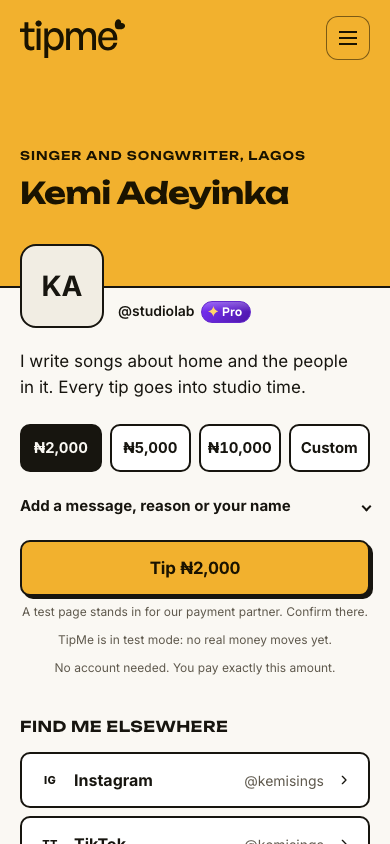 tipme
SINGER AND SONGWRITER, LAGOS
Kemi Adeyinka
KA
@studiolab
Pro
I write songs about home and the people
in it. Every tip goes into studio time.
₦2,000
₦5,000
₦10,000
Custom
Add a message, reason or your name
Tip ₦2,000
A test page stands in for our payment partner. Confirm there.
TipMe is in test mode: no real money moves yet.
No account needed. You pay exactly this amount.
FIND ME ELSEWHERE
IG Instagram @kemisings
TT TikTok @kemisings